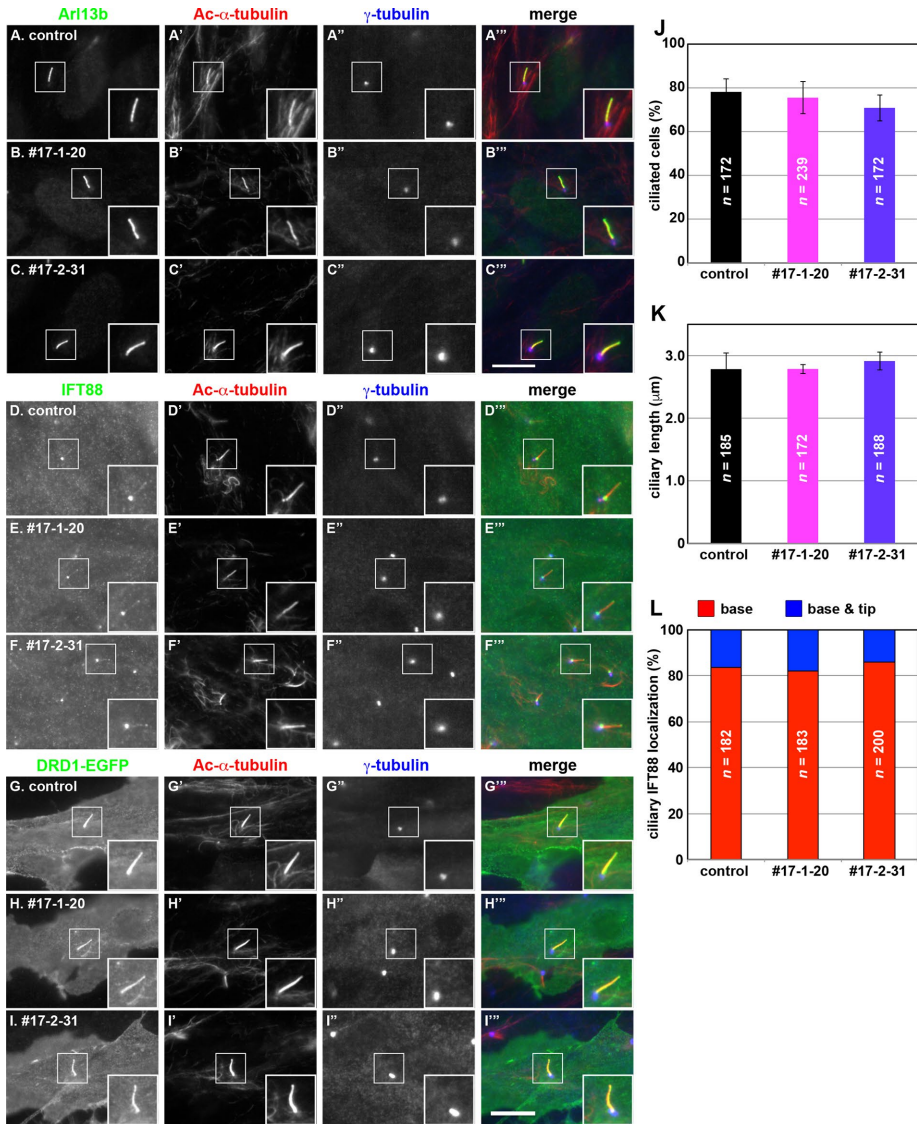 Arl13b Ac-α-tubulin γ-tubulin merge
A. control A’ A” A”’
B. #17-1-20 B’ B” B”’
C. #17-2-31 C’ C” C”’
IFT88 Ac-α-tubulin γ-tubulin merge
D. control D’ D” D”’
E. #17-1-20 E’ E” E”’
F. #17-2-31 F’ F” F”’
DRD1-EGFP Ac-α-tubulin γ-tubulin merge
G. control G’ G” G”’
H. #17-1-20 H’ H” H”’
I. #17-2-31 I’ I” I”’
J
ciliated cells (%)
100
80
60
40
20
0
n = 172
n = 239
n = 172
control #17-1-20 #17-2-31
K
ciliary length (μm)
3.0
2.0
1.0
0
n = 185
n = 172
n = 188
control #17-1-20 #17-2-31
L
base base & tip
ciliary IFT88 localization (%)
100
80
60
40
20
0
n = 182
n = 183
n = 200
control #17-1-20 #17-2-31